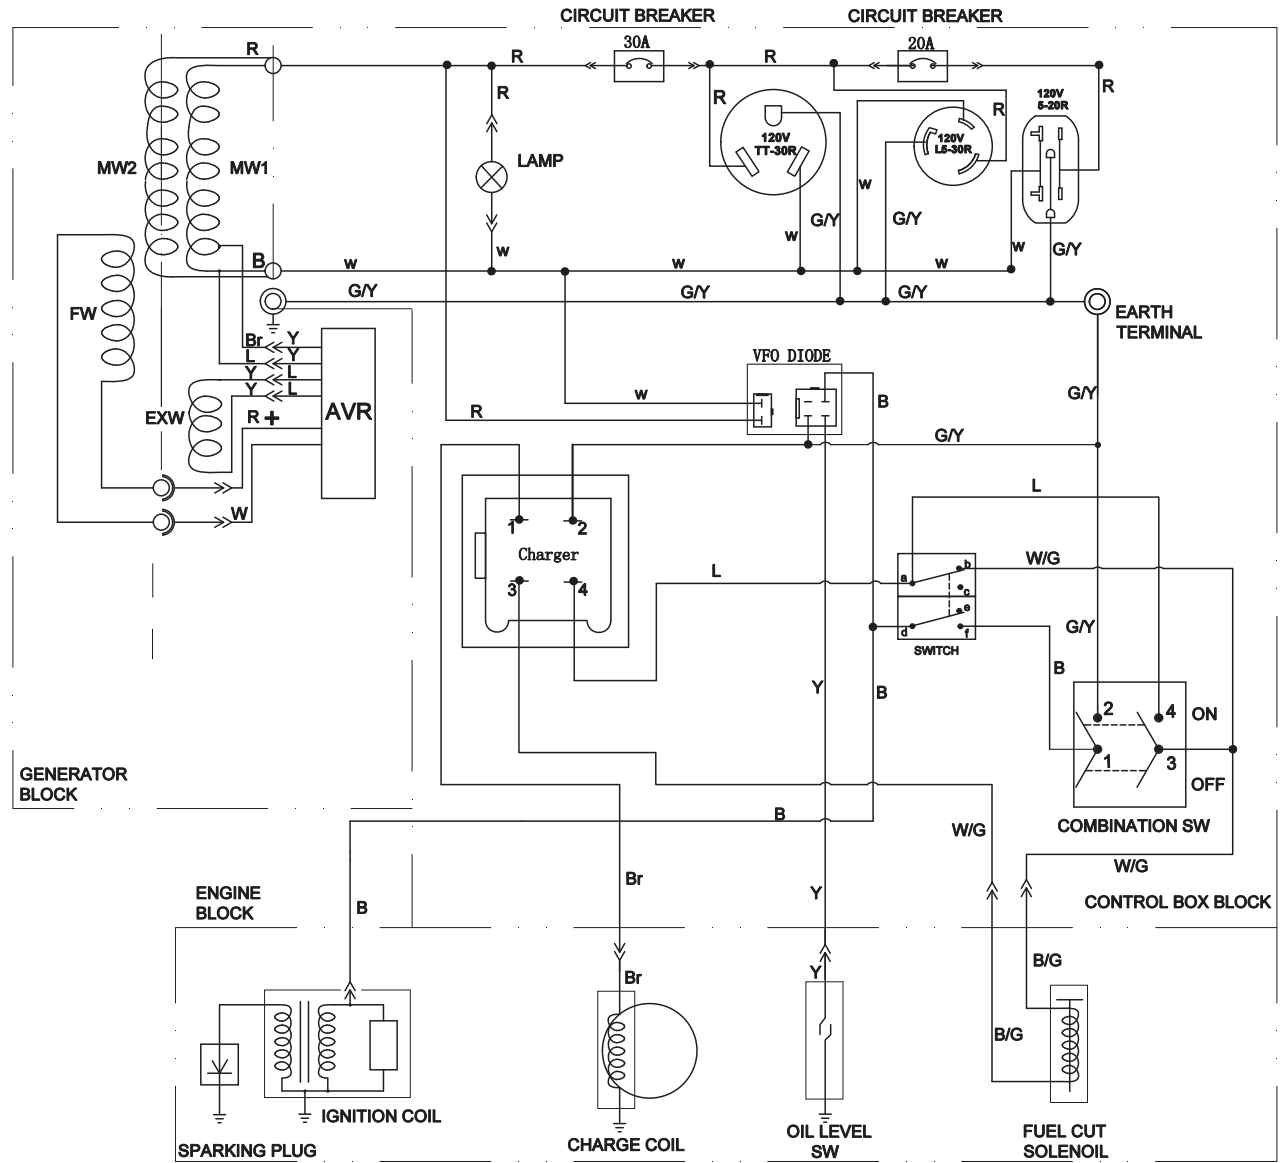 CIRCUIT BREAKER
CIRCUIT BREAKER
30A
20A
R
R
R
R
R
R
R
R
120V
5-20R
120V
TT-30R
120V
L5-30R
LAMP
MW2
MW1
W
W
W
W
G/Y
G/Y
G/Y
B
W
W
W
G/Y
G/Y
G/Y
EARTH
TERMINAL
FW
Br
Y
L
Y
Y
L
Y
L
EXW
R +
AVR
W
VFO DIODE
W
R
B
G/Y
G/Y
L
1
2
Charger
3
4
L
a
b
c
d
e
f
SWITCH
W/G
G/Y
B
Y
B
2
4
ON
1
3
OFF
COMBINATION SW
GENERATOR
BLOCK
B
W/G
W/G
Br
Y
ENGINE
BLOCK
B
CONTROL BOX BLOCK
Br
Y
B/G
B/G
IGNITION COIL
SPARKING PLUG
CHARGE COIL
OIL LEVEL
SW
FUEL CUT
SOLENOIL